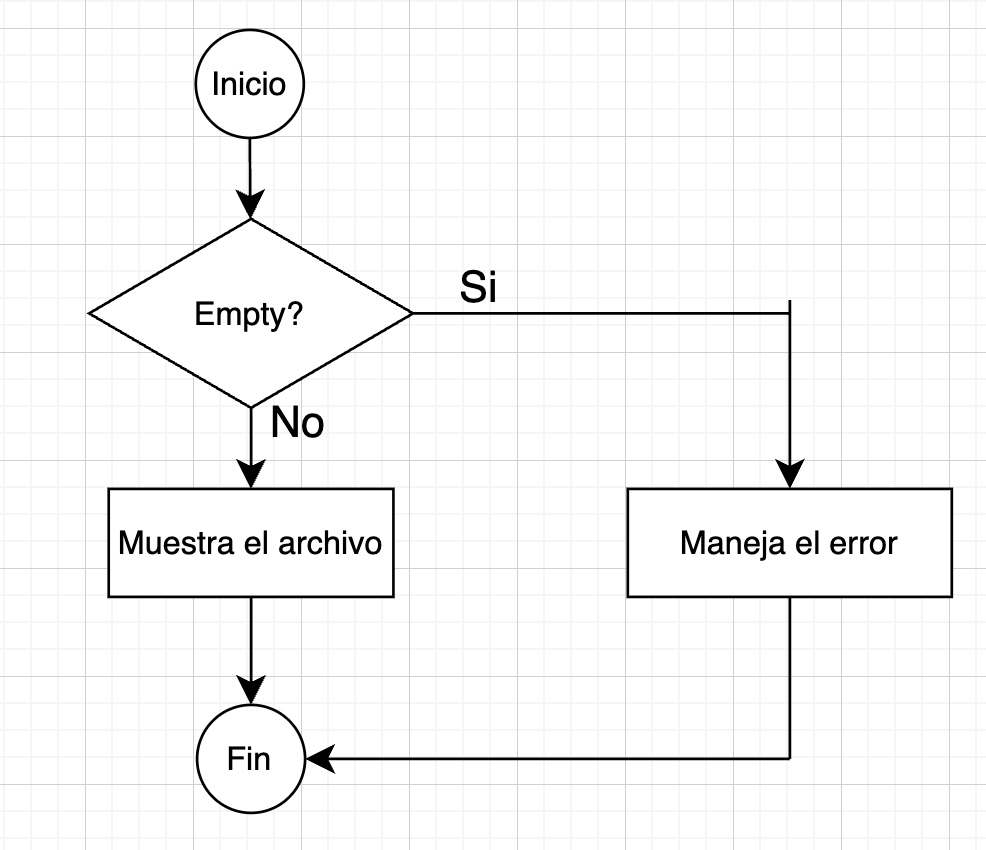 Inicio
Empty?
Si
No
Muestra el archivo
Maneja el error
Fin